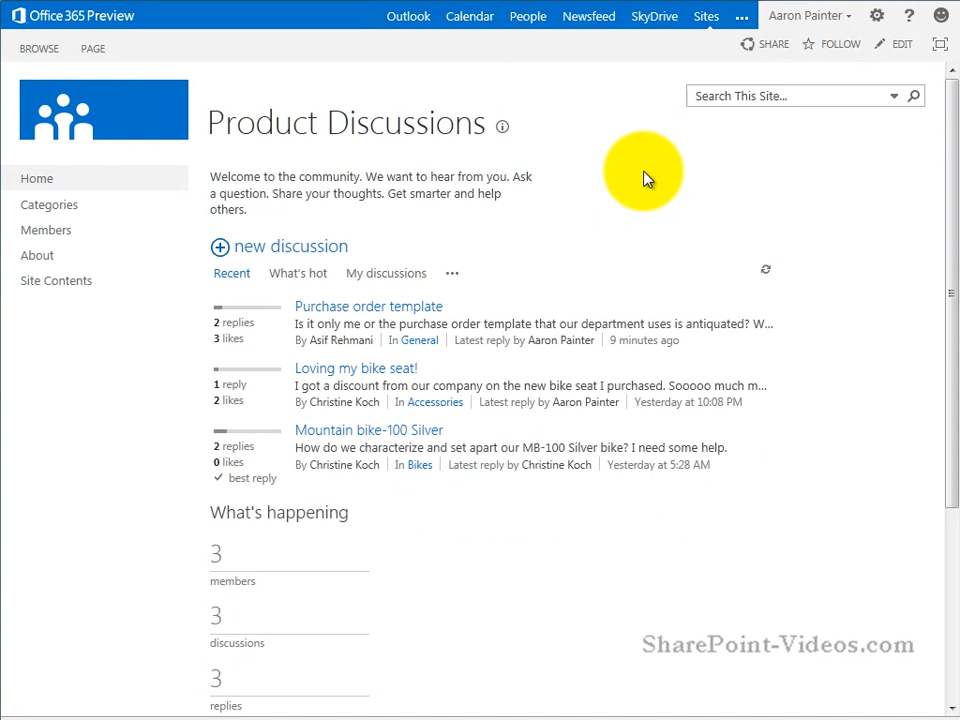 Office 365 Preview
Outlook Calendar People Newsfeed SkyDrive Sites ... Aaron Painter ?
BROWSE PAGE SHARE FOLLOW EDIT
Search This Site...
Product Discussions
Home
Categories
Members
About
Site Contents
Welcome to the community. We want to hear from you. Ask
a question. Share your thoughts. Get smarter and help
others.
new discussion
Recent What's hot My discussions ...
Purchase order template
2 replies
3 likes
Is it only me or the purchase order template that our department uses is antiquated? W...
By Asif Rehmani | In General | Latest reply by Aaron Painter | 9 minutes ago
Loving my bike seat!
1 reply
2 likes
I got a discount from our company on the new bike seat I purchased. Sooooo much m...
By Christine Koch | In Accessories | Latest reply by Aaron Painter | Yesterday at 10:08 PM
Mountain bike-100 Silver
2 replies
0 likes
best reply
How do we characterize and set apart our MB-100 Silver bike? I need some help.
By Christine Koch | In Bikes | Latest reply by Christine Koch | Yesterday at 5:28 AM
What's happening
3
members
3
discussions
3
replies
SharePoint-Videos.com